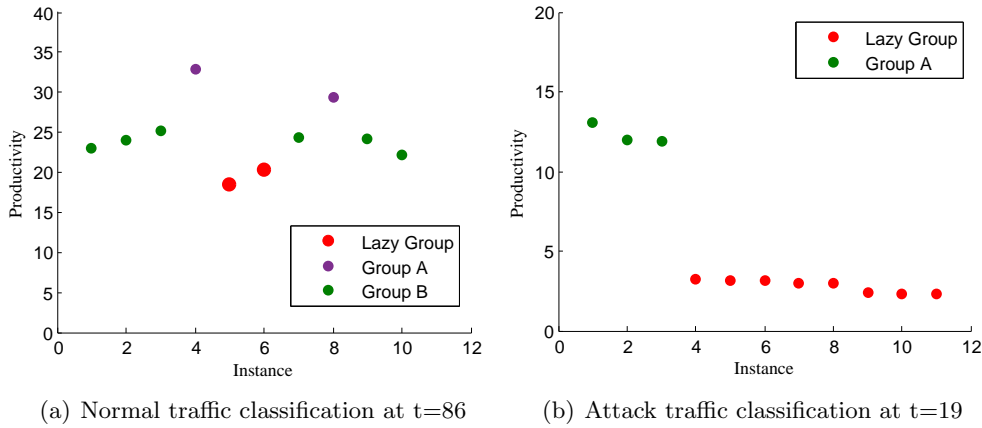 40
35
30
25
20
15
10
5
0
Productivity
0 2 4 6 8 10 12
Instance
Lazy Group
Group A
Group B
(a) Normal traffic classification at t=86
20
15
10
5
0
Productivity
0 2 4 6 8 10 12
Instance
Lazy Group
Group A
(b) Attack traffic classification at t=19